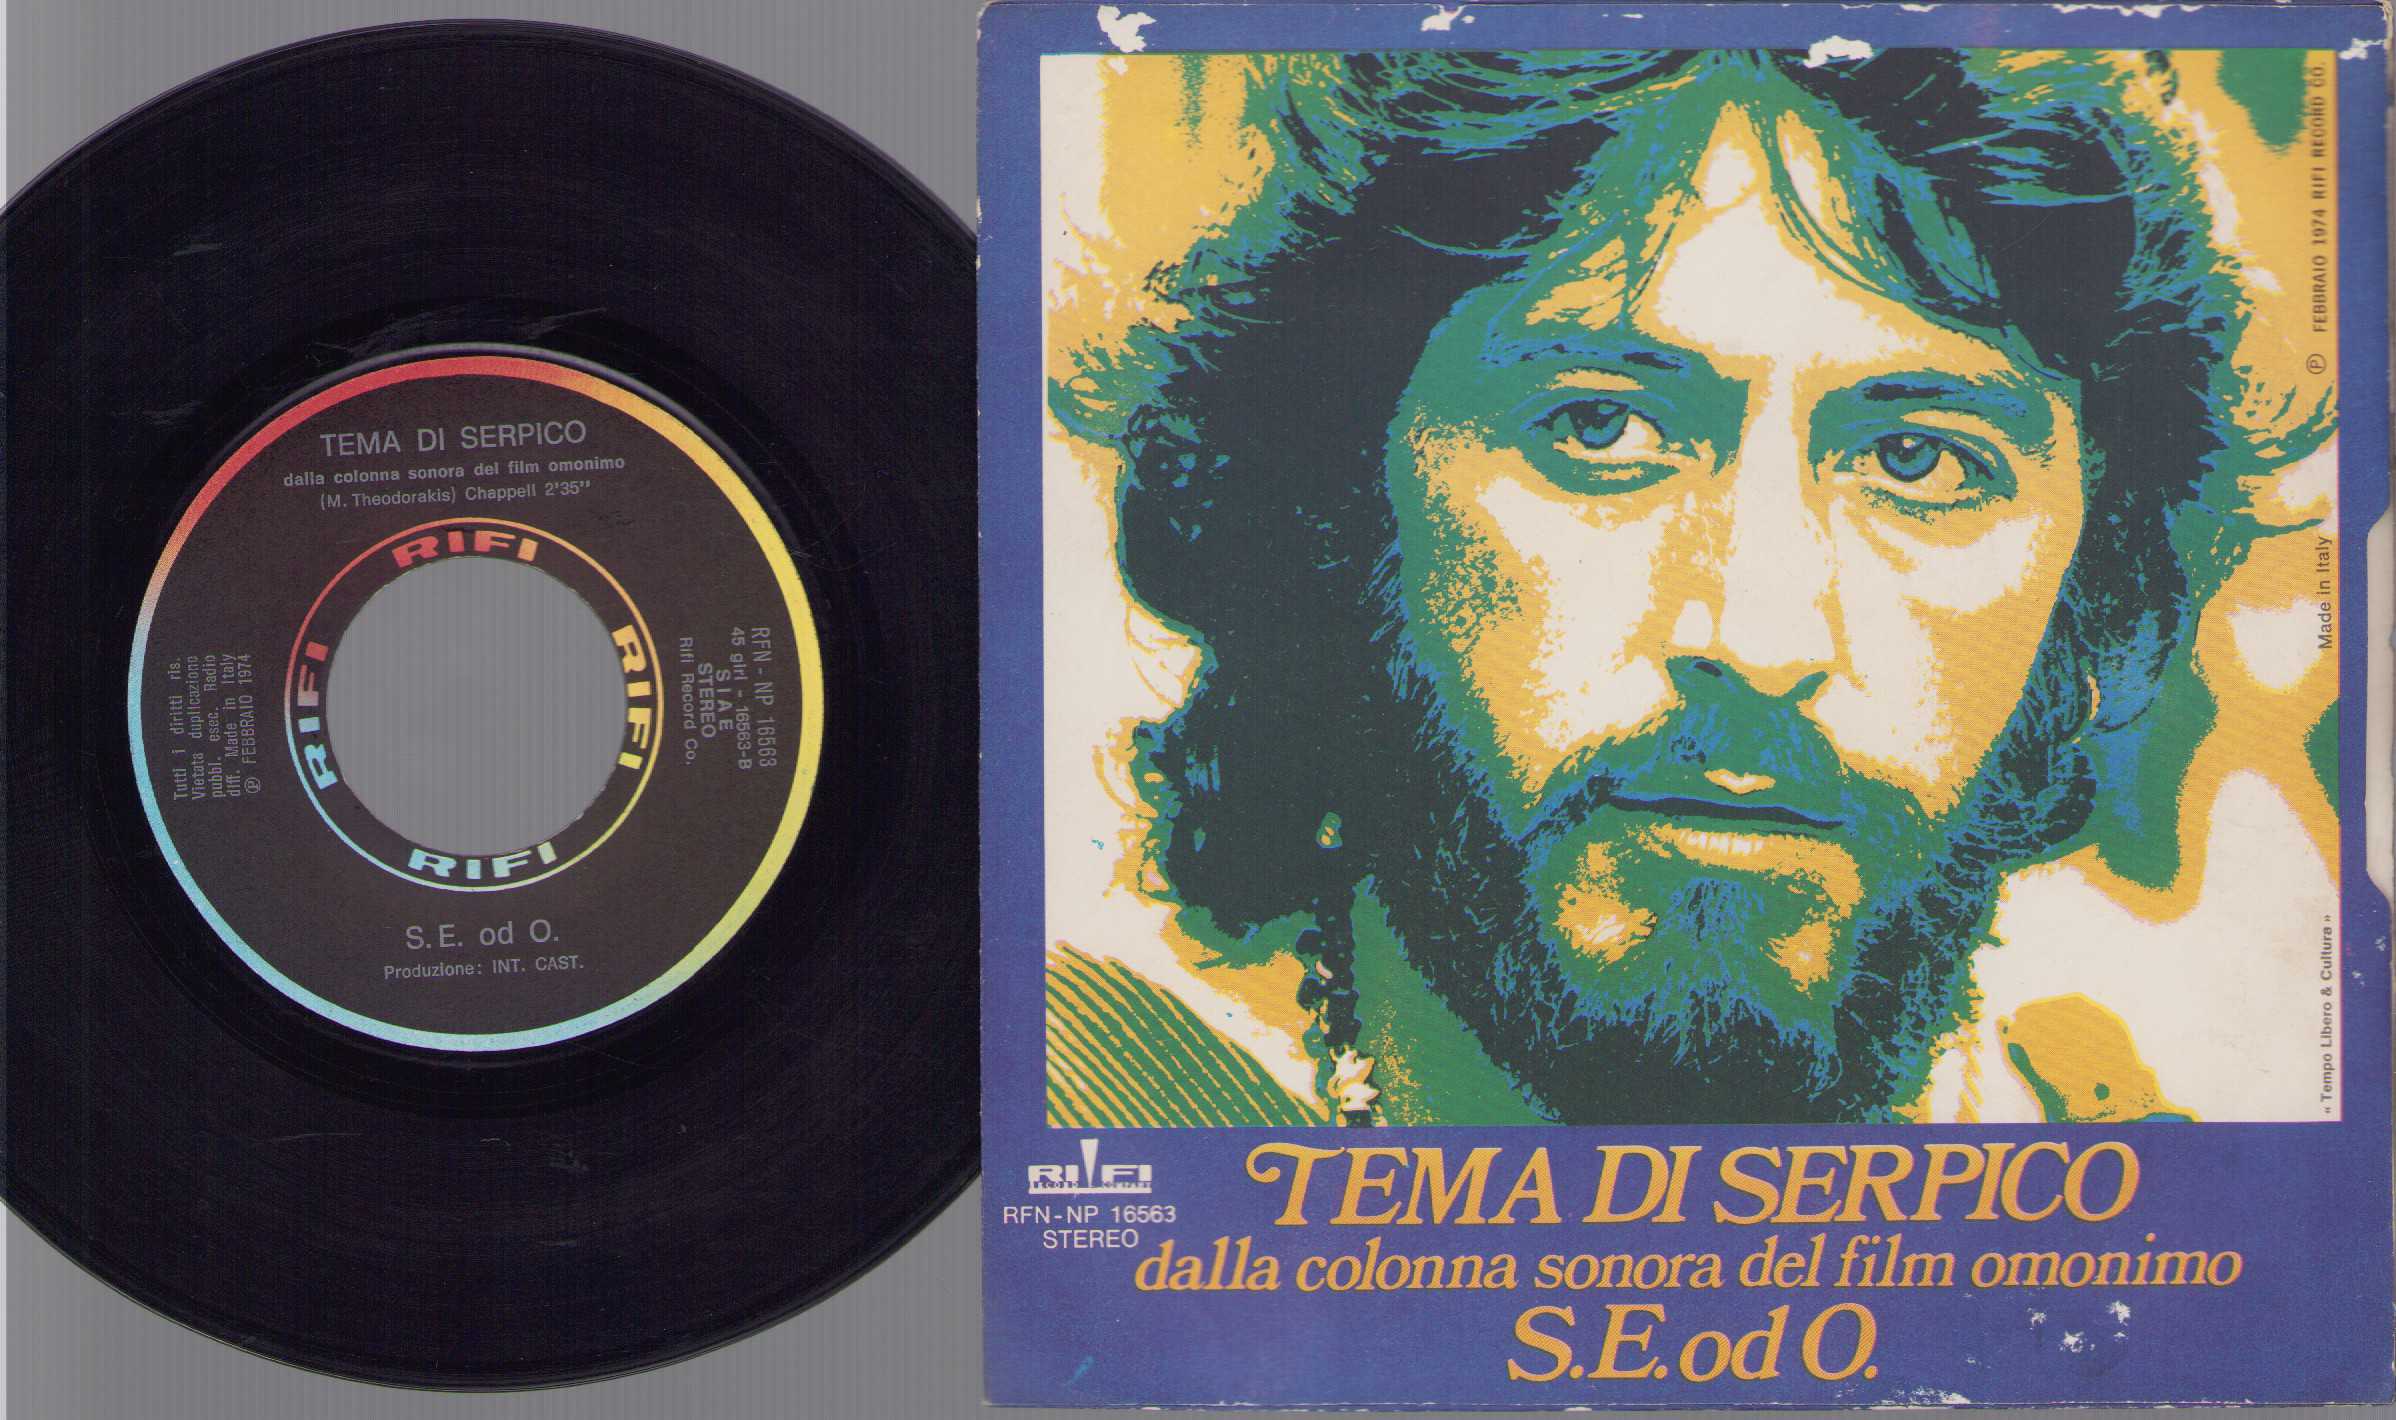 TEMA DI SERPICO
dalla colonna sonora del film omonimo
(M. Theodorakis) Chappell 2'35"
RIFI
RIFI
RIFI
RIFI
Tutti i diritti ris.
Vietata duplicazione
pubbl. esec. Radio
diff. Made in Italy
Ⓟ FEBBRAIO 1974
RFN - NP 16563
45 giri - 16563-B
SIAE
STEREO
Rifi Record Co.
S.E. od O.
Produzione: INT. CAST.
Ⓟ FEBBRAIO 1974 RIFI RECORD CO.
Made in Italy
« Tempo Libero & Cultura »
RIFI
RECORD COMPANY
RFN-NP 16563
STEREO
TEMA DI SERPICO
dalla colonna sonora del film omonimo
S.E. od O.